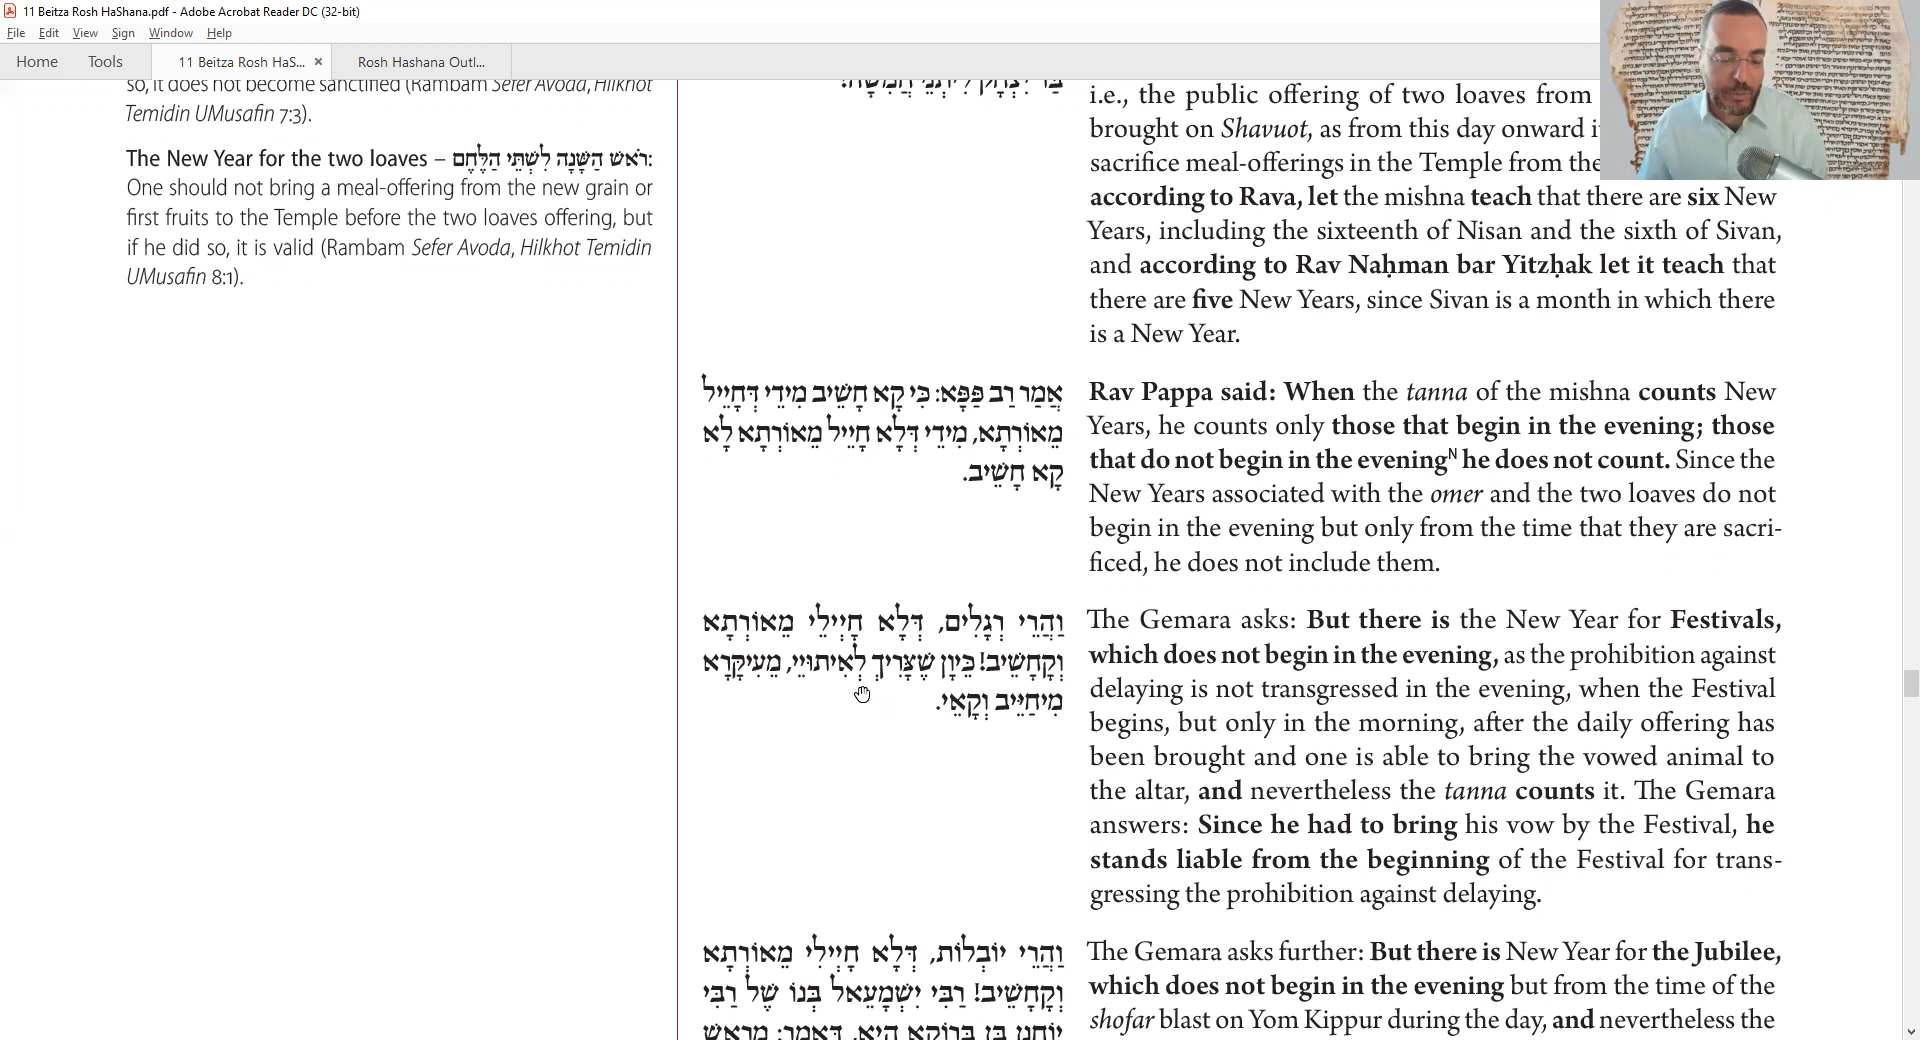 11 Beitza Rosh HaShana.pdf - Adobe Acrobat Reader DC (32-bit)
File Edit View Sign Window Help
Home Tools 11 Beitza Rosh HaS... × Rosh Hashana Outl...
so, it does not become sanctified (Rambam Sefer Avoda, Hilkhot
Temidin UMusafin 7:3).
The New Year for the two loaves – רֹאשׁ הַשָּׁנָה לִשְׁתֵּי הַלֶּחֶם:
One should not bring a meal-offering from the new grain or
first fruits to the Temple before the two loaves offering, but
if he did so, it is valid (Rambam Sefer Avoda, Hilkhot Temidin
UMusafin 8:1).
בַּר יִצְחָק לִיתְנֵי חֲמִשָּׁה!
אֲמַר רַב פַּפָּא: כִּי קָא חָשֵׁיב מִידֵי דְּחָיֵיל
מֵאוּרְתָא, מִידֵי דְּלָא חָיֵיל מֵאוּרְתָא לָא
קָא חָשֵׁיב.
וַהֲרֵי רְגָלִים, דְּלָא חָיְילִי מֵאוּרְתָא
וְקָחָשֵׁיב! כֵּיוָן שֶׁצָּרִיךְ לְאִיתוּיֵי, מֵעִיקָּרָא
מִיחַיֵּיב וְקָאֵי.
וַהֲרֵי יוֹבְלוֹת, דְּלָא חָיְילִי מֵאוּרְתָא
וְקָחָשֵׁיב! רַבִּי יִשְׁמָעֵאל בְּנוֹ שֶׁל רַבִּי
יוֹחָנָן בֶּן בְּרוֹקָא הִיא, דְּאָמַר: מֵרֹאשׁ
i.e., the public offering of two loaves from
brought on Shavuot, as from this day onward
sacrifice meal-offerings in the Temple from the
according to Rava, let the mishna teach that there are six New
Years, including the sixteenth of Nisan and the sixth of Sivan,
and according to Rav Naḥman bar Yitzḥak let it teach that
there are five New Years, since Sivan is a month in which there
is a New Year.
Rav Pappa said: When the tanna of the mishna counts New
Years, he counts only those that begin in the evening; those
that do not begin in the eveningᴺ he does not count. Since the
New Years associated with the omer and the two loaves do not
begin in the evening but only from the time that they are sacri-
ficed, he does not include them.
The Gemara asks: But there is the New Year for Festivals,
which does not begin in the evening, as the prohibition against
delaying is not transgressed in the evening, when the Festival
begins, but only in the morning, after the daily offering has
been brought and one is able to bring the vowed animal to
the altar, and nevertheless the tanna counts it. The Gemara
answers: Since he had to bring his vow by the Festival, he
stands liable from the beginning of the Festival for trans-
gressing the prohibition against delaying.
The Gemara asks further: But there is New Year for the Jubilee,
which does not begin in the evening but from the time of the
shofar blast on Yom Kippur during the day, and nevertheless the